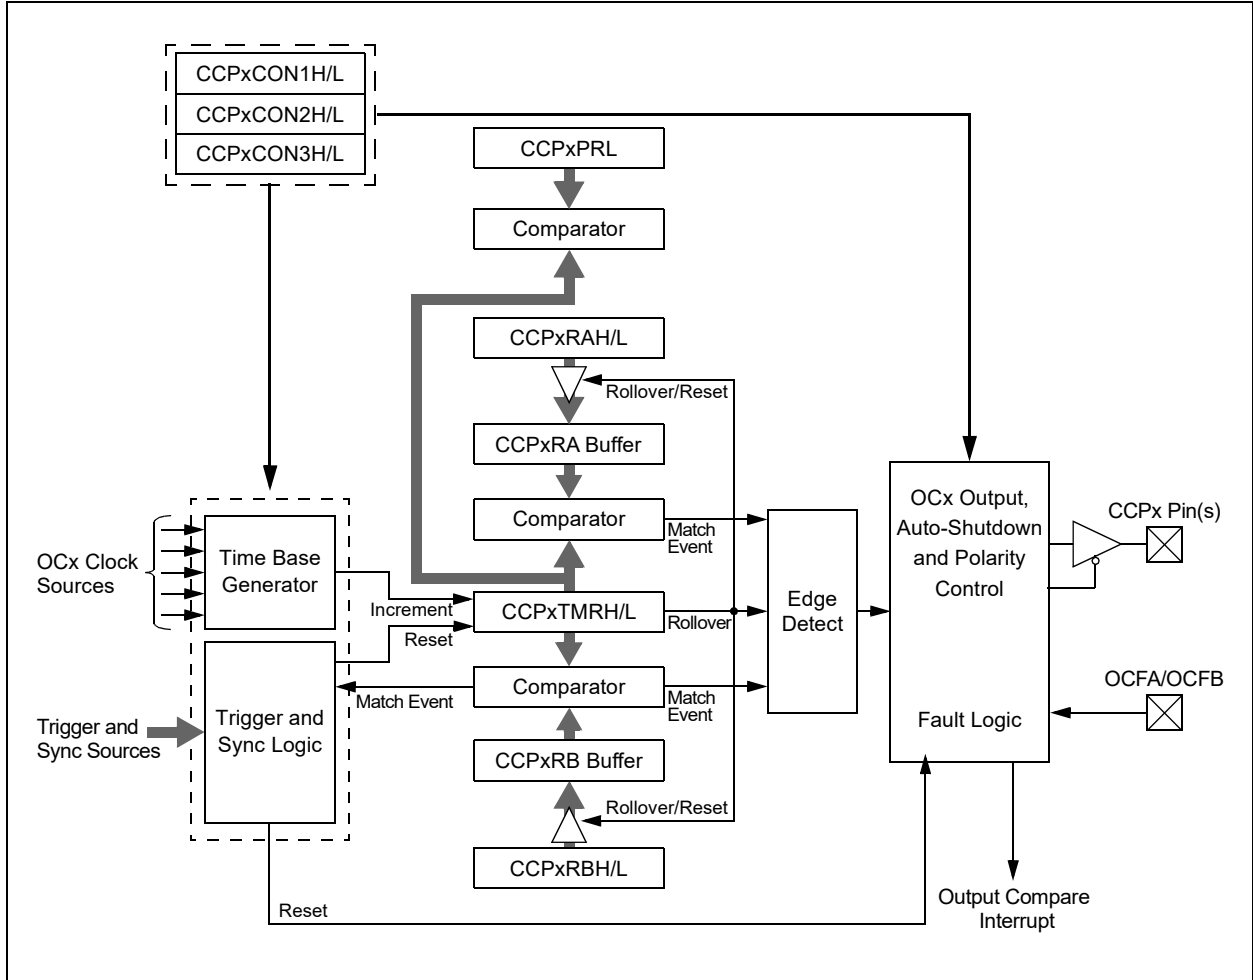 CCPxCON1H/L
CCPxCON2H/L
CCPxCON3H/L
CCPxPRL
Comparator
CCPxRAH/L
Rollover/Reset
CCPxRA Buffer
Comparator
Match
Event
OCx Clock
Sources
Time Base
Generator
Increment
Reset
CCPxTMRH/L
Rollover
Edge
Detect
OCx Output,
Auto-Shutdown
and Polarity
Control
Fault Logic
CCPx Pin(s)
OCFA/OCFB
Trigger and
Sync Sources
Trigger and
Sync Logic
Match Event
Comparator
Match
Event
CCPxRB Buffer
Rollover/Reset
CCPxRBH/L
Reset
Output Compare
Interrupt